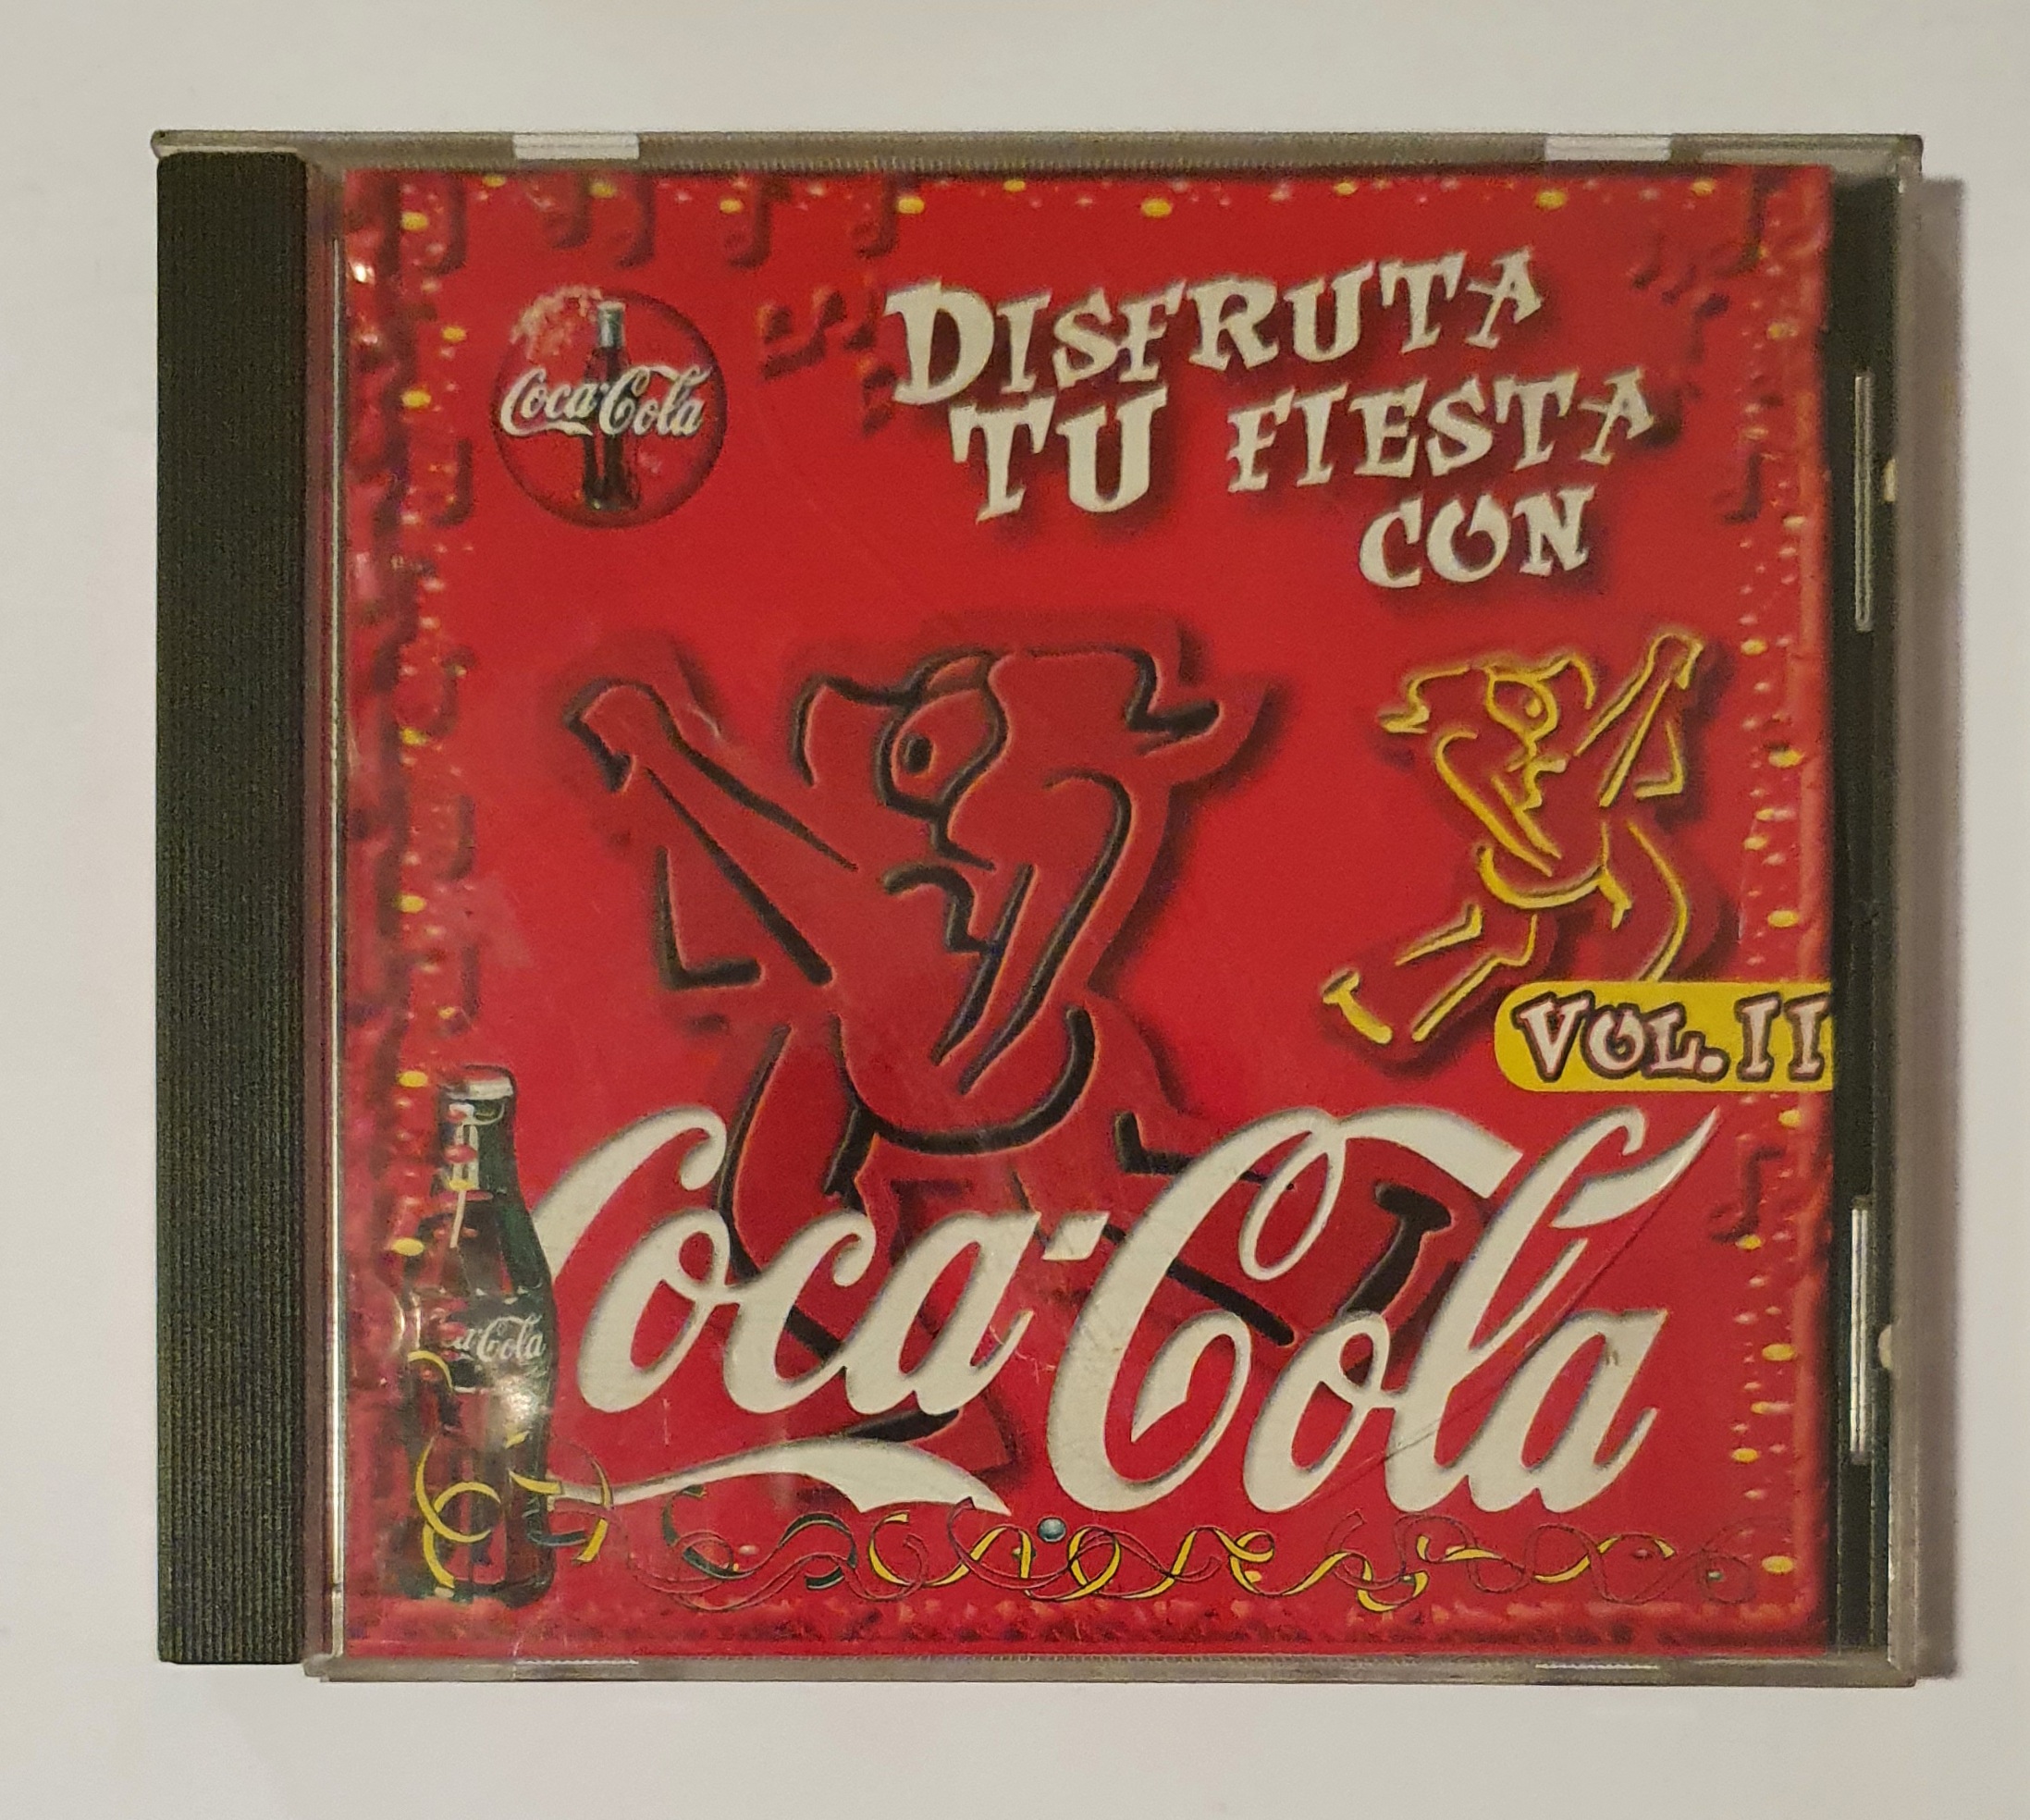 Coca-Cola
DISFRUTA
TU FIESTA
CON
VOL. II
Coca-Cola
Coca-Cola